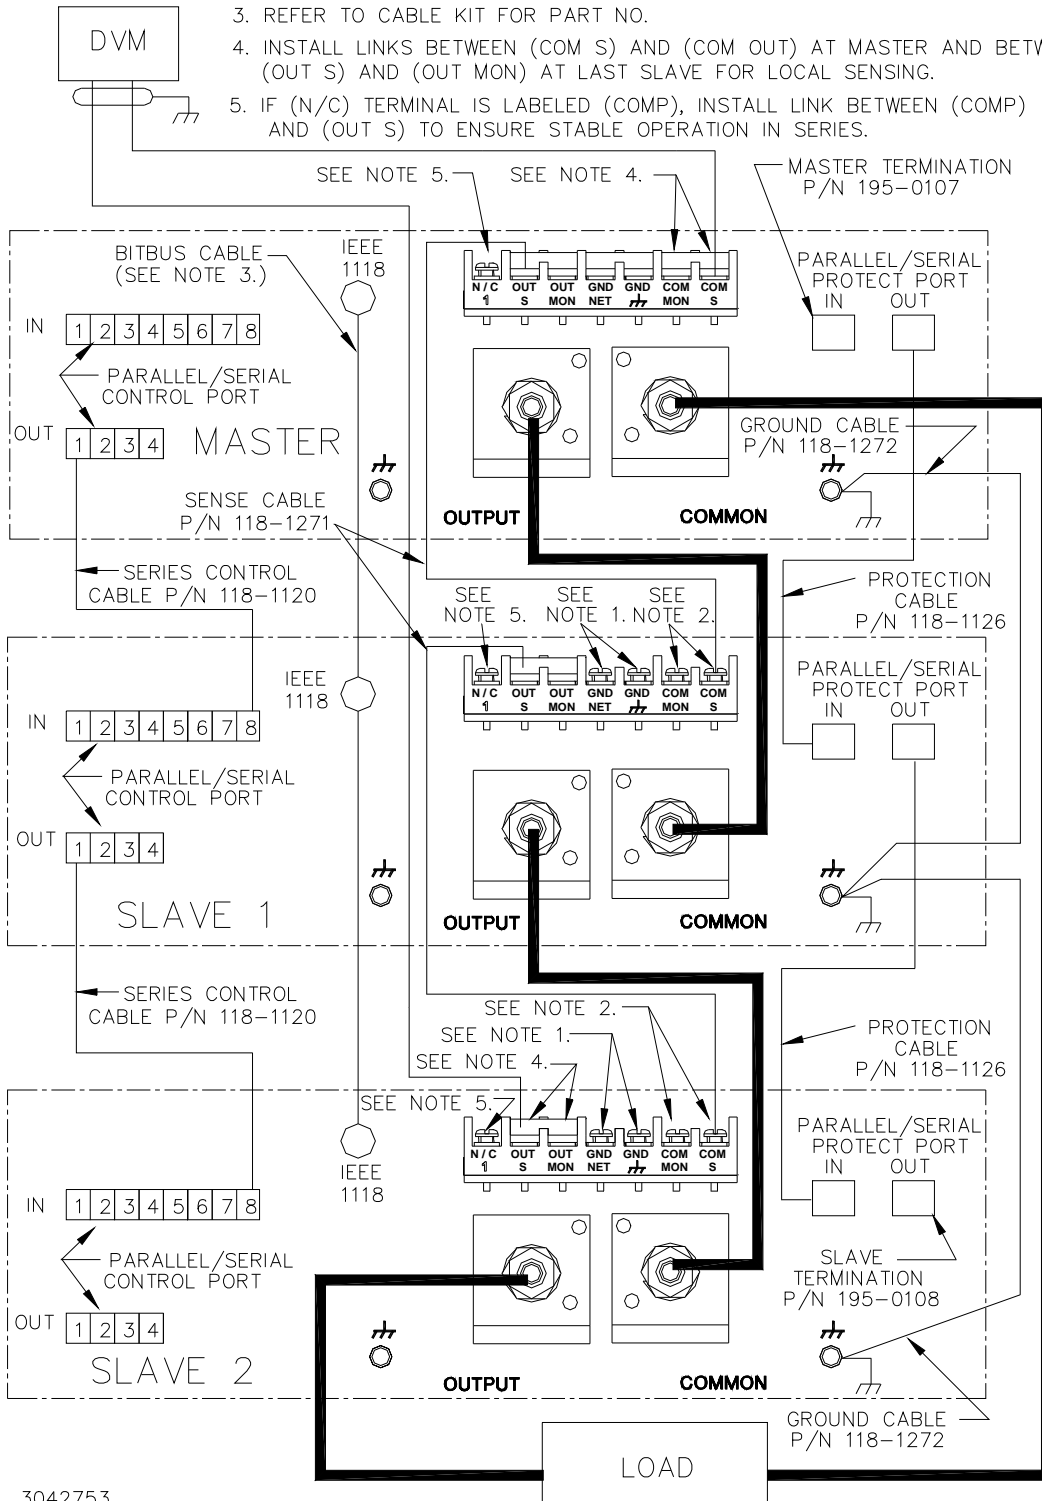 3. REFER TO CABLE KIT FOR PART NO.
DVM
4. INSTALL LINKS BETWEEN (COM S) AND (COM OUT) AT MASTER AND
(OUT S) AND (OUT MON) AT LAST SLAVE FOR LOCAL SENSING.
5. IF (N/C) TERMINAL IS LABELED (COMP), INSTALL LINK BETWEEN (COMP)
AND (OUT S) TO ENSURE STABLE OPERATION IN SERIES.
SEE NOTE 5.
SEE NOTE 4.
MASTER TERMINATION
P/N 195-0107
BITBUS CABLE
(SEE NOTE 3.)
IEEE
1118
N/C OUT OUT GND GND COM COM
1 S MON NET MON S
PARALLEL/SERIAL
PROTECT PORT
IN OUT
IN 1 2 3 4 5 6 7 8
PARALLEL/SERIAL
CONTROL PORT
OUT 1 2 3 4
MASTER
GROUND CABLE
P/N 118-1272
SENSE CABLE
P/N 118-1271
OUTPUT COMMON
SERIES CONTROL
CABLE P/N 118-1120
SEE
NOTE 5.
SEE
NOTE 1.
SEE
NOTE 2.
PROTECTION
CABLE
P/N 118-1126
IEEE
1118
N/C OUT OUT GND GND COM COM
1 S MON NET MON S
PARALLEL/SERIAL
PROTECT PORT
IN OUT
IN 1 2 3 4 5 6 7 8
PARALLEL/SERIAL
CONTROL PORT
OUT 1 2 3 4
SLAVE 1
OUTPUT COMMON
SERIES CONTROL
CABLE P/N 118-1120
SEE NOTE 2.
SEE NOTE 1.
SEE NOTE 4.
SEE NOTE 5.
PROTECTION
CABLE
P/N 118-1126
IEEE
1118
N/C OUT OUT GND GND COM COM
1 S MON NET MON S
PARALLEL/SERIAL
PROTECT PORT
IN OUT
IN 1 2 3 4 5 6 7 8
PARALLEL/SERIAL
CONTROL PORT
OUT 1 2 3 4
SLAVE 2
SLAVE
TERMINATION
P/N 195-0108
OUTPUT COMMON
GROUND CABLE
P/N 118-1272
LOAD
3042753